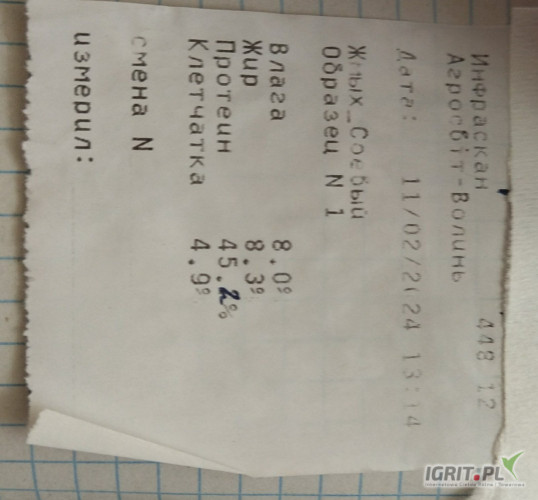 Инфраскан 448 12
Агросвіт-Волинь
Дата: 11/02/2024 13:14
Жмых_Соевый
Образец N 1
Влага 8.0%
Жир 8.3%
Протеин 45.2%
Клетчатка 4.9%
смена N
измерил:
IGRIT.PL